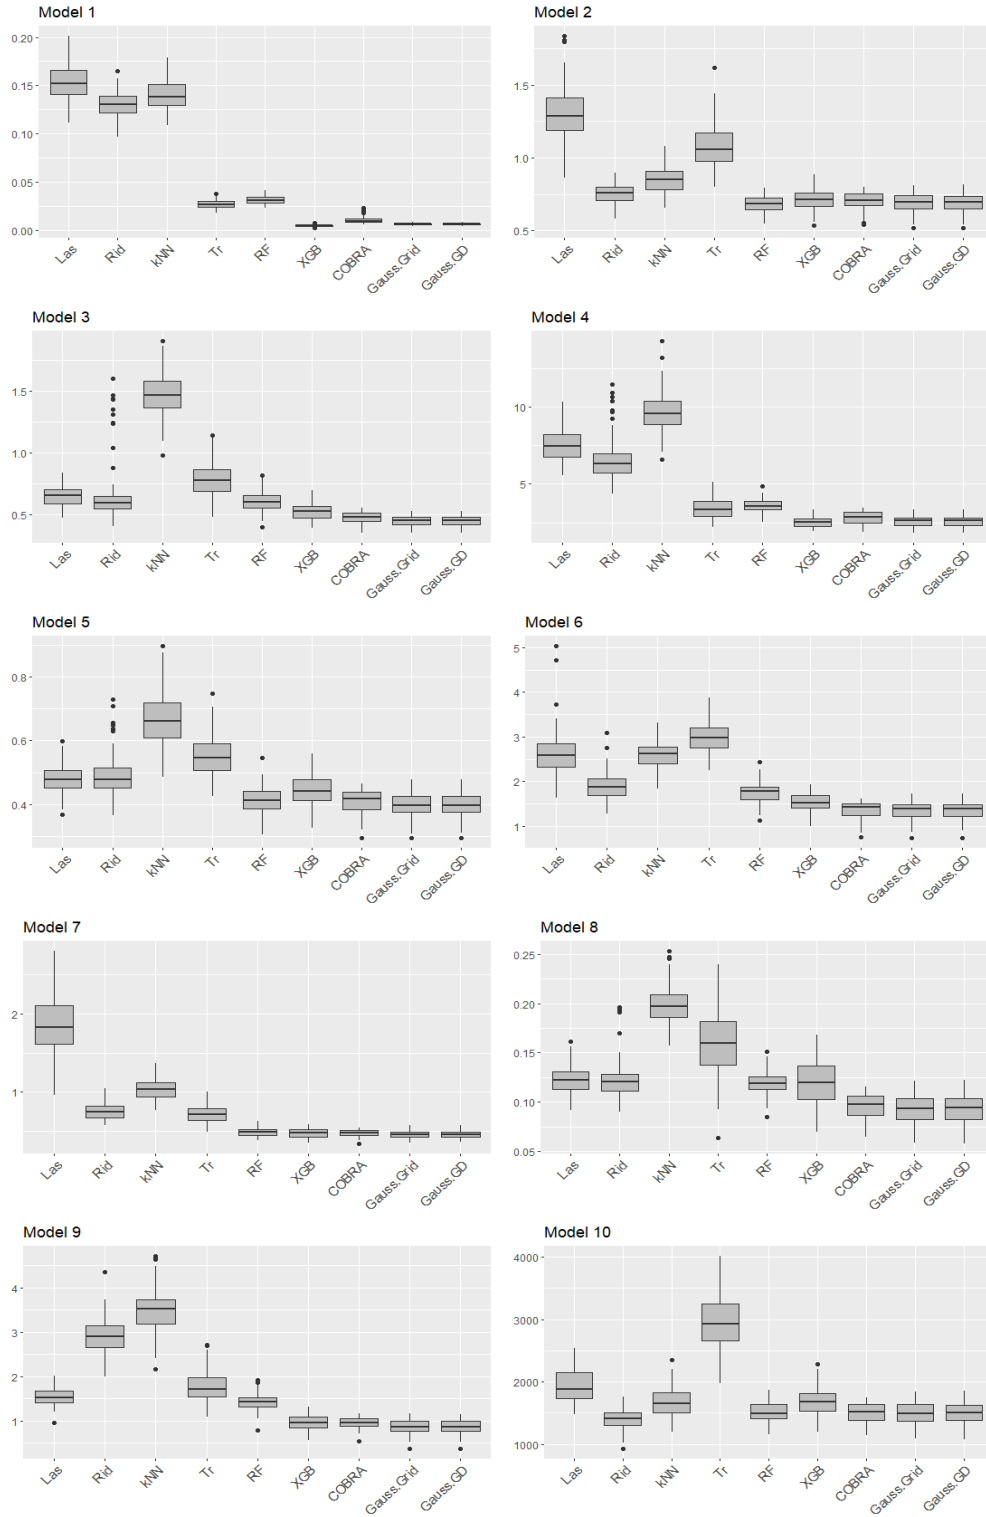 Model 1
0.20
0.15
0.10
0.05
0.00
Las Rid kNN Tr RF XGB COBRA Gauss.Grid Gauss.GD
Model 2
1.5
1.0
0.5
Las Rid kNN Tr RF XGB COBRA Gauss.Grid Gauss.GD
Model 3
1.5
1.0
0.5
Las Rid kNN Tr RF XGB COBRA Gauss.Grid Gauss.GD
Model 4
10
5
Las Rid kNN Tr RF XGB COBRA Gauss.Grid Gauss.GD
Model 5
0.8
0.6
0.4
Las Rid kNN Tr RF XGB COBRA Gauss.Grid Gauss.GD
Model 6
5
4
3
2
1
Las Rid kNN Tr RF XGB COBRA Gauss.Grid Gauss.GD
Model 7
2
1
Las Rid kNN Tr RF XGB COBRA Gauss.Grid Gauss.GD
Model 8
0.25
0.20
0.15
0.10
0.05
Las Rid kNN Tr RF XGB COBRA Gauss.Grid Gauss.GD
Model 9
4
3
2
1
Las Rid kNN Tr RF XGB COBRA Gauss.Grid Gauss.GD
Model 10
4000
3000
2000
1000
Las Rid kNN Tr RF XGB COBRA Gauss.Grid Gauss.GD